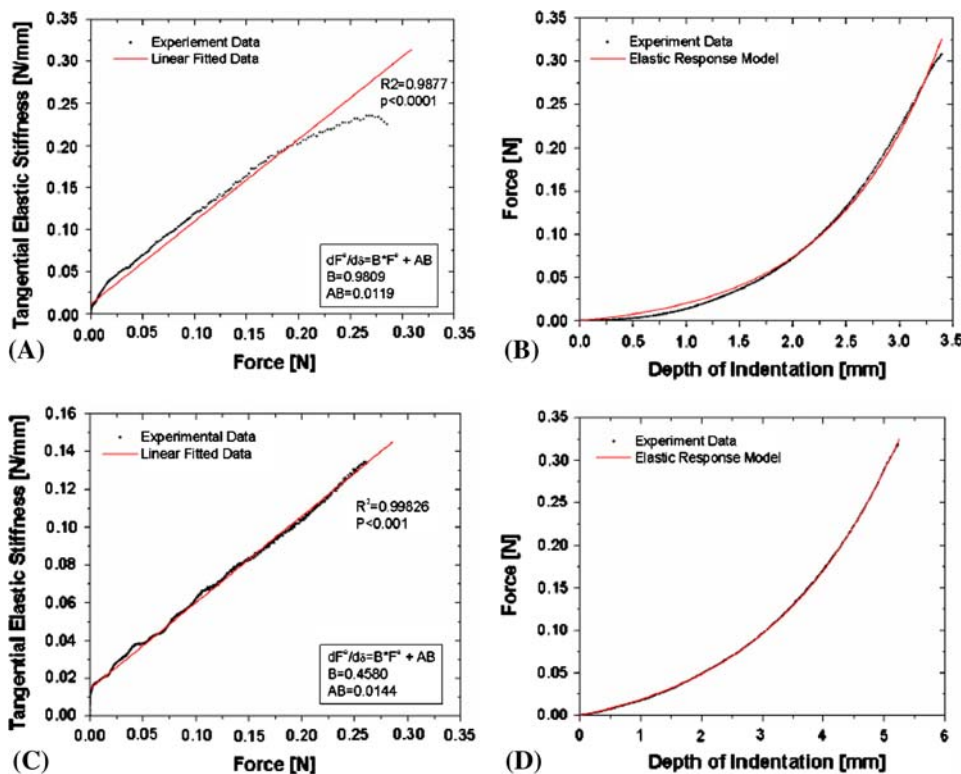 0.35
0.30
0.25
0.20
0.15
0.10
0.05
0.00
Tangential Elastic Stiffness [N/mm]
Experiement Data
Linear Fitted Data
R2=0.9877
p<0.0001
dFᵉ/dδ=B*Fᵉ + AB
B=0.9809
AB=0.0119
0.00 0.05 0.10 0.15 0.20 0.25 0.30 0.35
(A)
Force [N]
0.35
0.30
0.25
0.20
0.15
0.10
0.05
0.00
Force [N]
Experiment Data
Elastic Response Model
0.0 0.5 1.0 1.5 2.0 2.5 3.0 3.5
(B)
Depth of Indentation [mm]
0.16
0.14
0.12
0.10
0.08
0.06
0.04
0.02
0.00
Tangential Elastic Stiffness [N/mm]
Experimental Data
Linear Fitted Data
R²=0.99826
P<0.001
dFᵉ/dδ=B*Fᵉ + AB
B=0.4580
AB=0.0144
0.00 0.05 0.10 0.15 0.20 0.25 0.30 0.35
(C)
Force [N]
0.35
0.30
0.25
0.20
0.15
0.10
0.05
0.00
Force [N]
Experiment Data
Elastic Response Model
0 1 2 3 4 5 6
(D)
Depth of Indentation [mm]